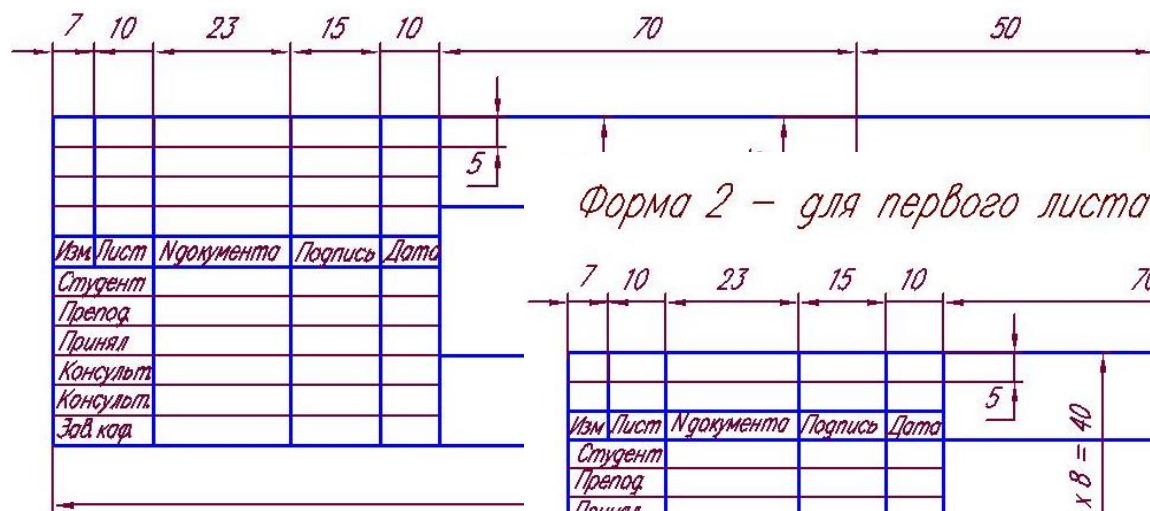 7 10 23 15 10 70 50
5
Изм Лист Nдокумента Подпись Дата
Студент
Препод.
Принял
Консульт.
Консульт.
Зав. каф.
Форма 2 – для первого листа
7 10 23 15 10
5
Изм Лист Nдокумента Подпись Дата
Студент
Препод.
x 8 = 40